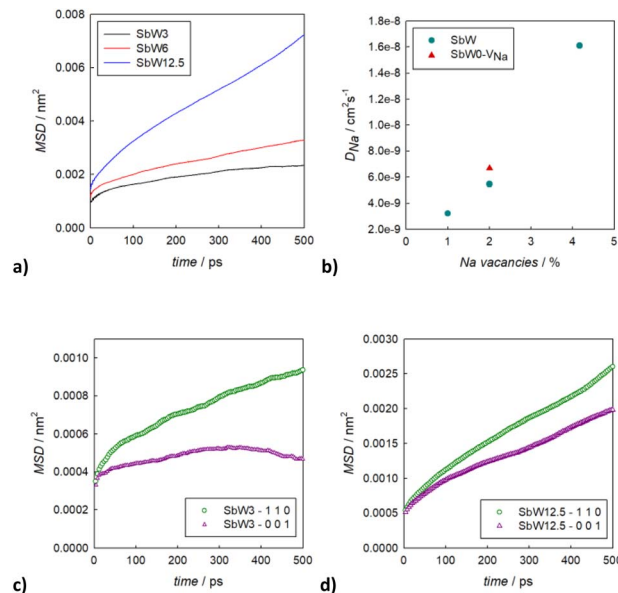 SbW3
SbW6
SbW12.5
MSD / nm²
0.008
0.006
0.004
0.002
0.000
0 100 200 300 400 500
time / ps
a)
SbW
SbW0-VNa
DNa / cm²s⁻¹
1.8e-8
1.6e-8
1.4e-8
1.2e-8
1.0e-8
8.0e-9
6.0e-9
4.0e-9
2.0e-9
0 1 2 3 4 5
Na vacancies / %
b)
MSD / nm²
0.0010
0.0008
0.0006
0.0004
0.0002
0.0000
SbW3 - 1 1 0
SbW3 - 0 0 1
0 100 200 300 400 500
time / ps
c)
MSD / nm²
0.0030
0.0025
0.0020
0.0015
0.0010
0.0005
0.0000
SbW12.5 - 1 1 0
SbW12.5 - 0 0 1
0 100 200 300 400 500
time / ps
d)